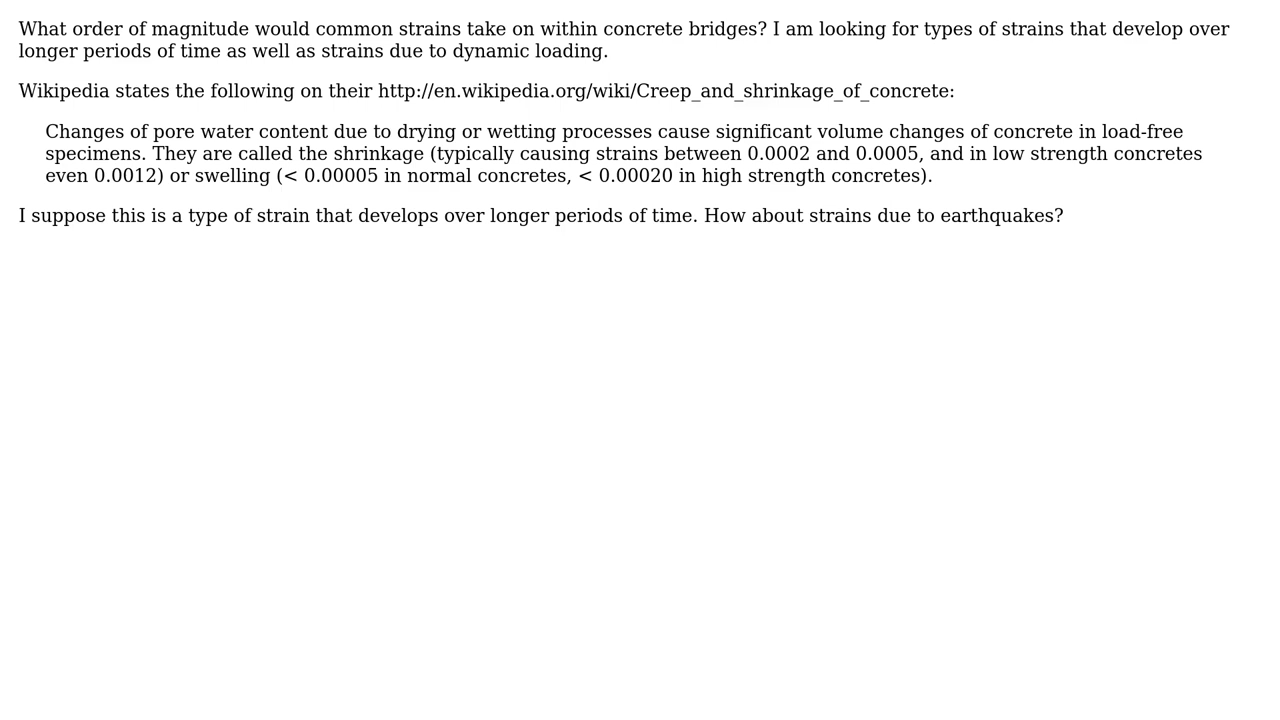 What order of magnitude would common strains take on within concrete bridges? I am looking for types of strains that develop over
longer periods of time as well as strains due to dynamic loading.
Wikipedia states the following on their http://en.wikipedia.org/wiki/Creep_and_shrinkage_of_concrete:
Changes of pore water content due to drying or wetting processes cause significant volume changes of concrete in load-free
specimens. They are called the shrinkage (typically causing strains between 0.0002 and 0.0005, and in low strength concretes
even 0.0012) or swelling (< 0.00005 in normal concretes, < 0.00020 in high strength concretes).
I suppose this is a type of strain that develops over longer periods of time. How about strains due to earthquakes?